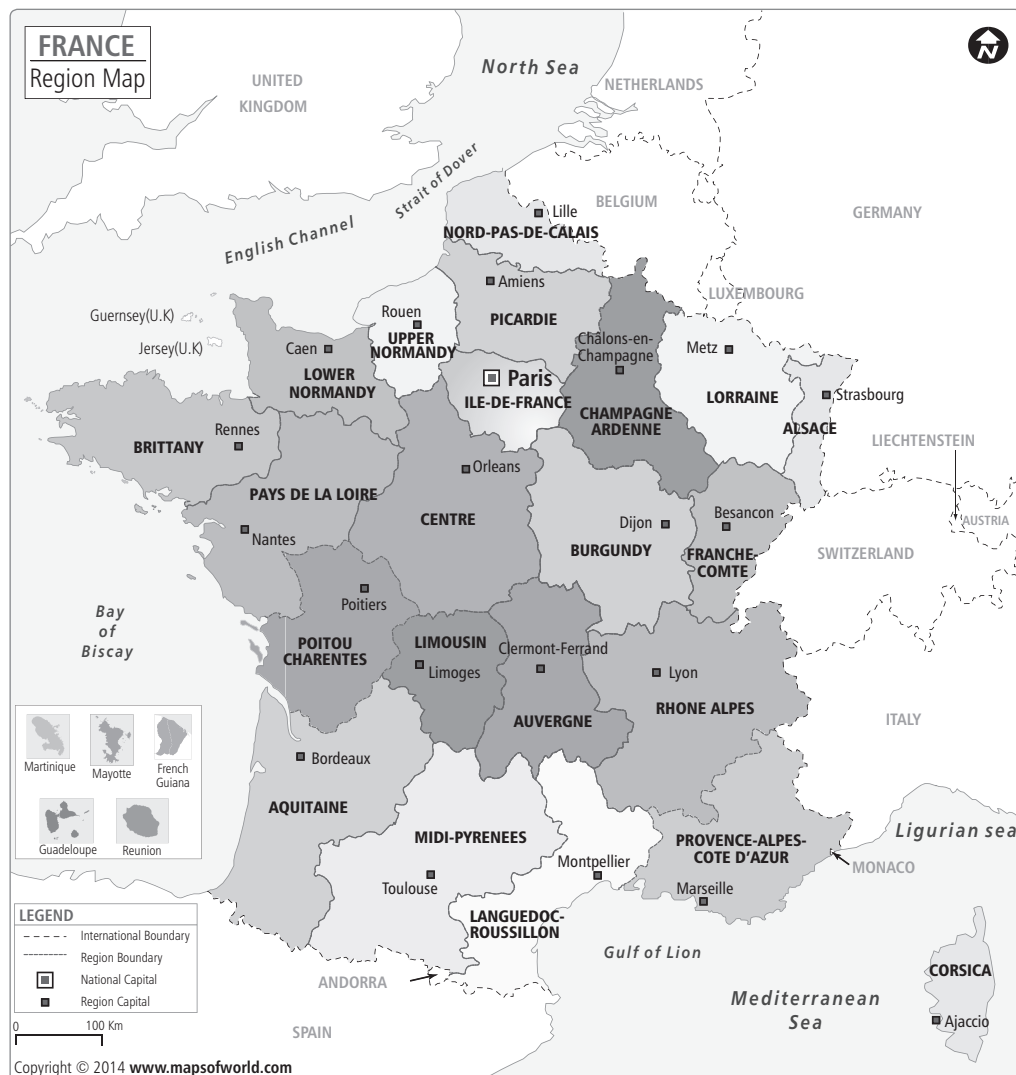 FRANCE
Region Map
N
North Sea
UNITED
KINGDOM
NETHERLANDS
Strait of Dover
BELGIUM
GERMANY
English Channel
Lille
NORD-PAS-DE-CALAIS
LUXEMBOURG
Amiens
PICARDIE
Guernsey(U.K)
Jersey(U.K)
Rouen
UPPER
NORMANDY
Caen
LOWER
NORMANDY
Châlons-en-
Champagne
CHAMPAGNE
ARDENNE
Metz
LORRAINE
Paris
ILE-DE-FRANCE
Strasbourg
ALSACE
LIECHTENSTEIN
Rennes
BRITTANY
Orleans
CENTRE
PAYS DE LA LOIRE
Nantes
Dijon
BURGUNDY
Besancon
FRANCHE-
COMTE
AUSTRIA
SWITZERLAND
Bay
of
Biscay
Poitiers
POITOU
CHARENTES
LIMOUSIN
Limoges
Clermont-Ferrand
AUVERGNE
Lyon
RHONE ALPES
ITALY
Martinique
Mayotte
French
Guiana
Guadeloupe
Reunion
Bordeaux
AQUITAINE
MIDI-PYRENEES
Toulouse
Montpellier
LANGUEDOC-
ROUSSILLON
PROVENCE-ALPES-
COTE D'AZUR
Marseille
Ligurian sea
MONACO
Gulf of Lion
ANDORRA
SPAIN
Mediterranean
Sea
CORSICA
Ajaccio
LEGEND
International Boundary
Region Boundary
National Capital
Region Capital
0 100 Km
Copyright © 2014 www.mapsofworld.com